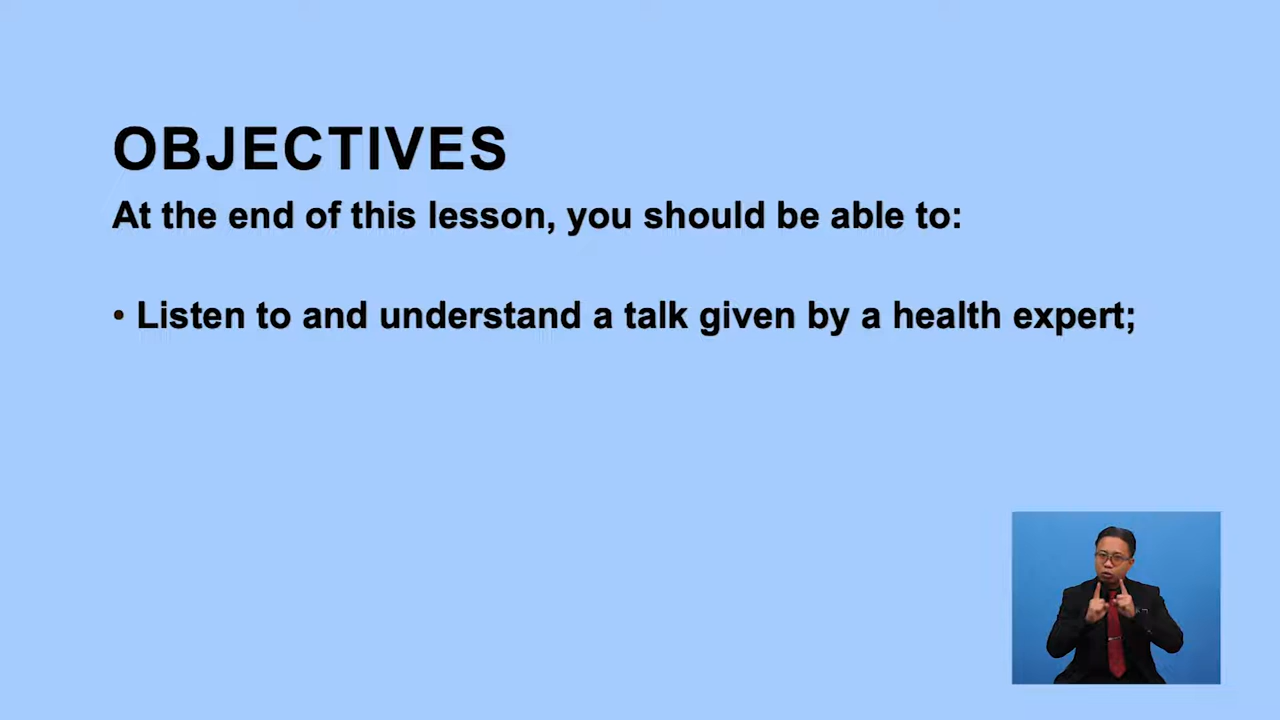 OBJECTIVES
At the end of this lesson, you should be able to:
• Listen to and understand a talk given by a health expert;